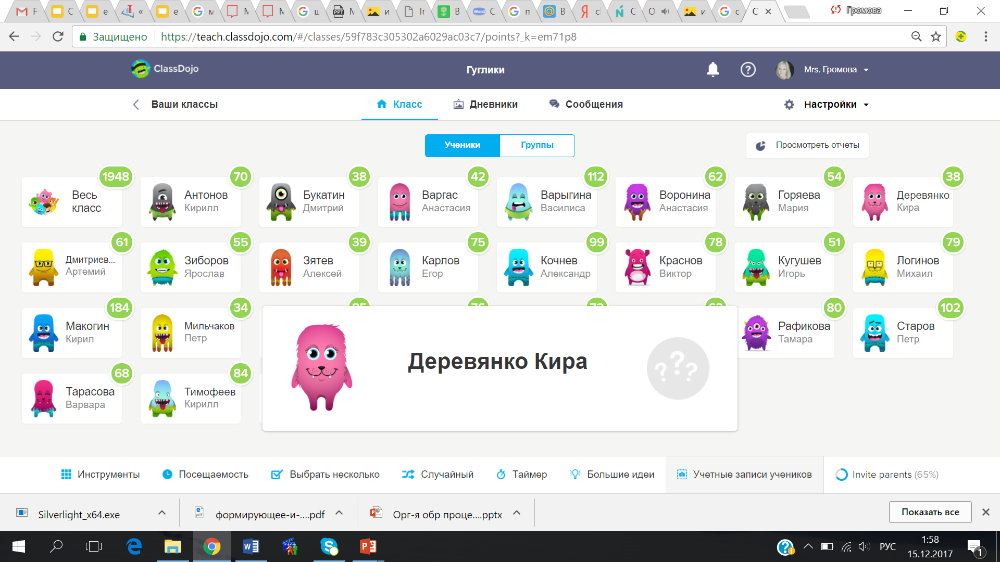 Громова
Защищено https://teach.classdojo.com/#/classes/59f783c305302a6029ac03c7/points?_k=em71p8
ClassDojo Гуглики Mrs. Громова
Ваши классы Класс Дневники Сообщения Настройки
Ученики Группы Просмотреть отчеты
1948 70 38 42 112 62 54 38
Весь класс Антонов Кирилл Букатин Дмитрий Варгас Анастасия Варыгина Василиса Воронина Анастасия Горяева Мария Деревянко Кира
61 55 39 75 99 78 51 79
Дмитриев... Артемий Зиборов Ярослав Зятев Алексей Карлов Егор Кочнев Александр Краснов Виктор Кугушев Игорь Логинов Михаил
184 34 80 102
Макогин Кирил Мильчаков Петр Рафикова Тамара Старов Петр
68 84
Тарасова Варвара Тимофеев Кирилл
Деревянко Кира
???
Инструменты Посещаемость Выбрать несколько Случайный Таймер Большие идеи Учетные записи учеников Invite parents (65%)
Silverlight_x64.exe формирующее-и-....pdf Орг-я обр проце....pptx Показать все
РУС 1:58
15.12.2017 1